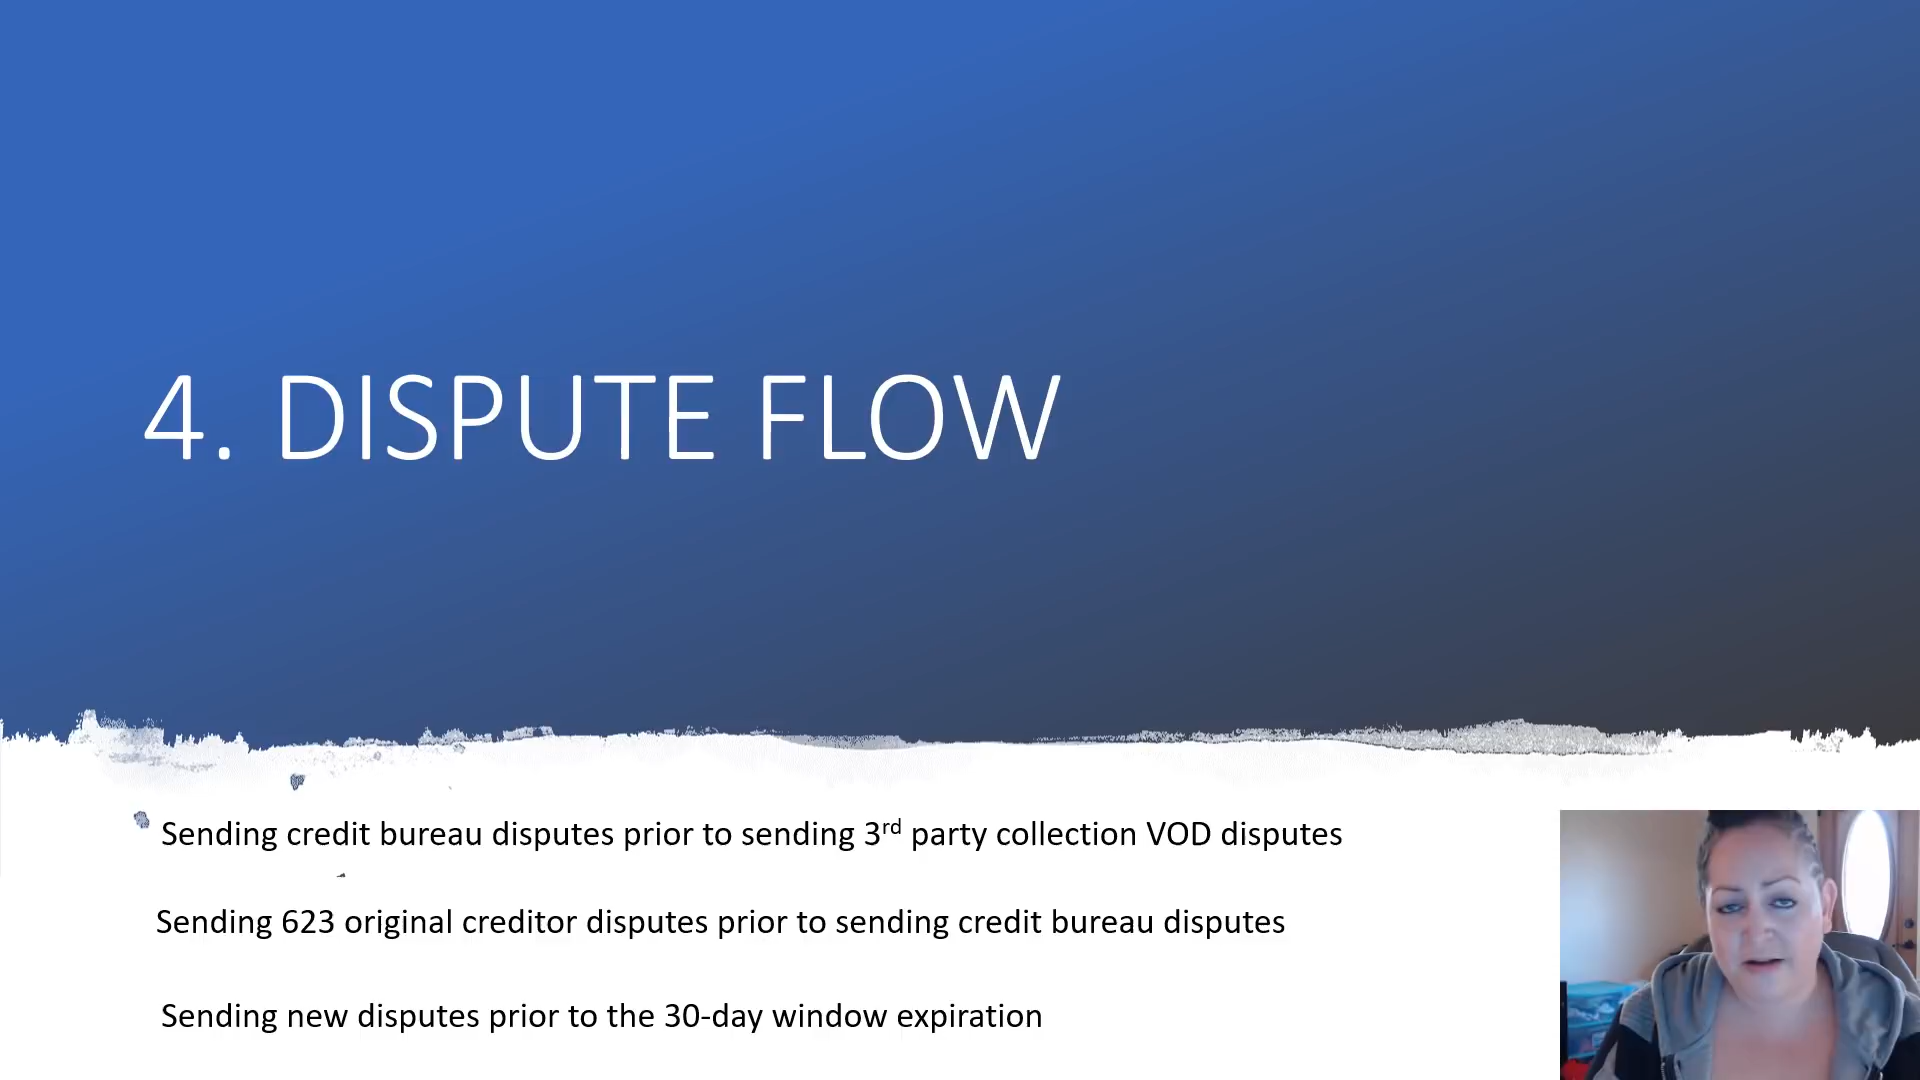 4. DISPUTE FLOW
Sending credit bureau disputes prior to sending 3rd party collection VOD disputes
Sending 623 original creditor disputes prior to sending credit bureau disputes
Sending new disputes prior to the 30-day window expiration